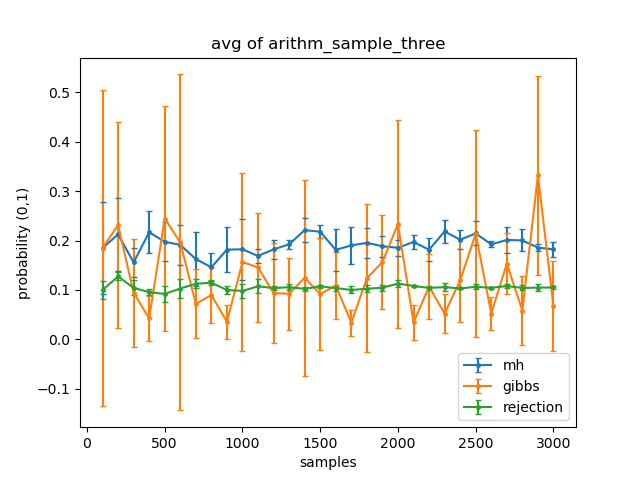 avg of arithm_sample_three
probability (0,1)
0.5
0.4
0.3
0.2
0.1
0.0
−0.1
0 500 1000 1500 2000 2500 3000
samples
mh
gibbs
rejection